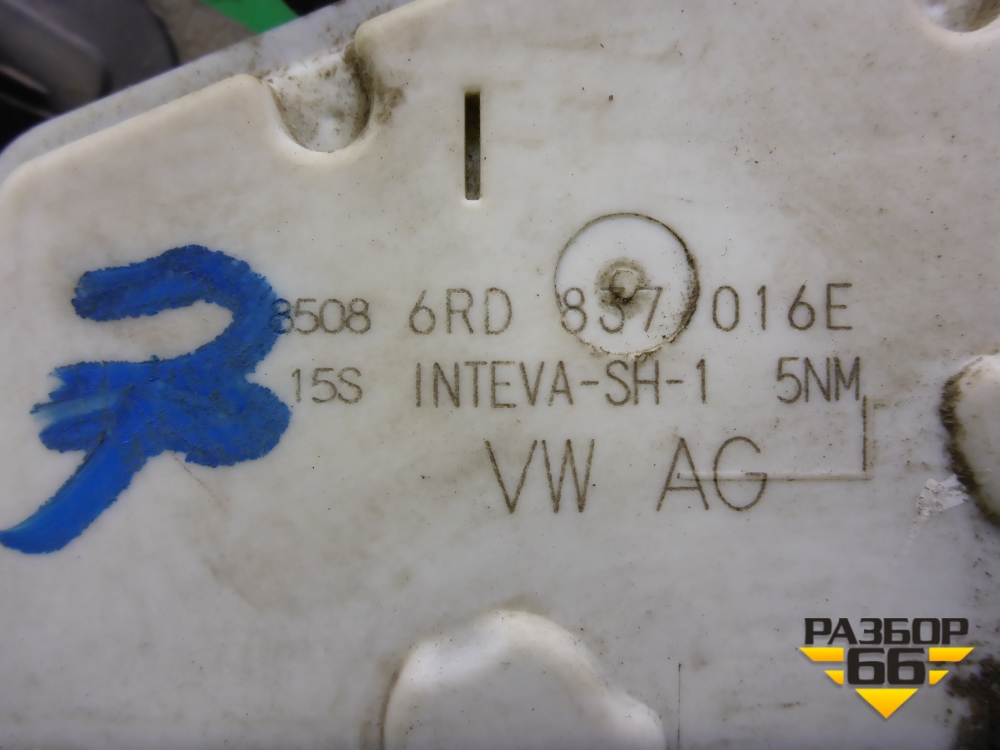 8508 6RD 837 016E
15S INTEVA-SH-1 5NM
VW AG
РАЗБОР
66